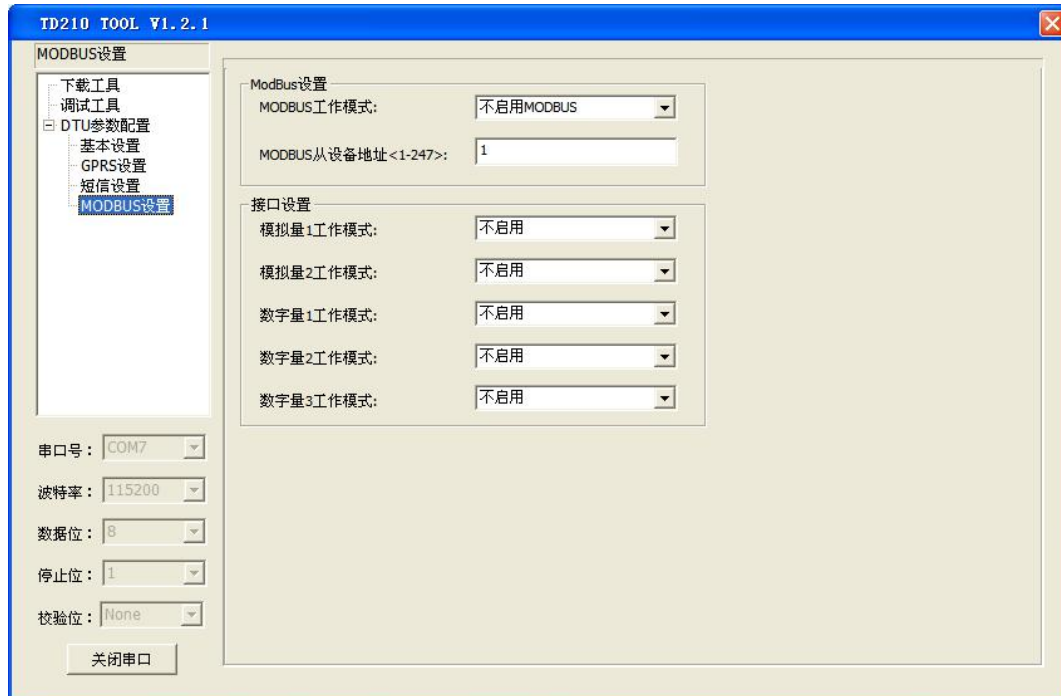 TD210 TOOL V1.2.1
MODBUS设置
下载工具
调试工具
DTU参数配置
基本设置
GPRS设置
短信设置
MODBUS设置
ModBus设置
MODBUS工作模式: 不启用MODBUS
MODBUS从设备地址<1-247>: 1
接口设置
模拟量1工作模式: 不启用
模拟量2工作模式: 不启用
数字量1工作模式: 不启用
数字量2工作模式: 不启用
数字量3工作模式: 不启用
串口号: COM7
波特率: 115200
数据位: 8
停止位: 1
校验位: None
关闭串口